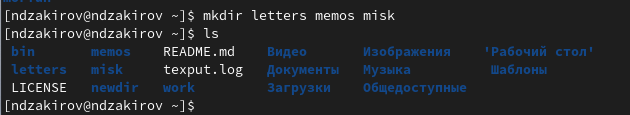 [ndzakirov@ndzakirov ~]$ mkdir letters memos misk
[ndzakirov@ndzakirov ~]$ ls
bin memos README.md Видео Изображения 'Рабочий стол'
letters misk texput.log Документы Музыка Шаблоны
LICENSE newdir work Загрузки Общедоступные
[ndzakirov@ndzakirov ~]$